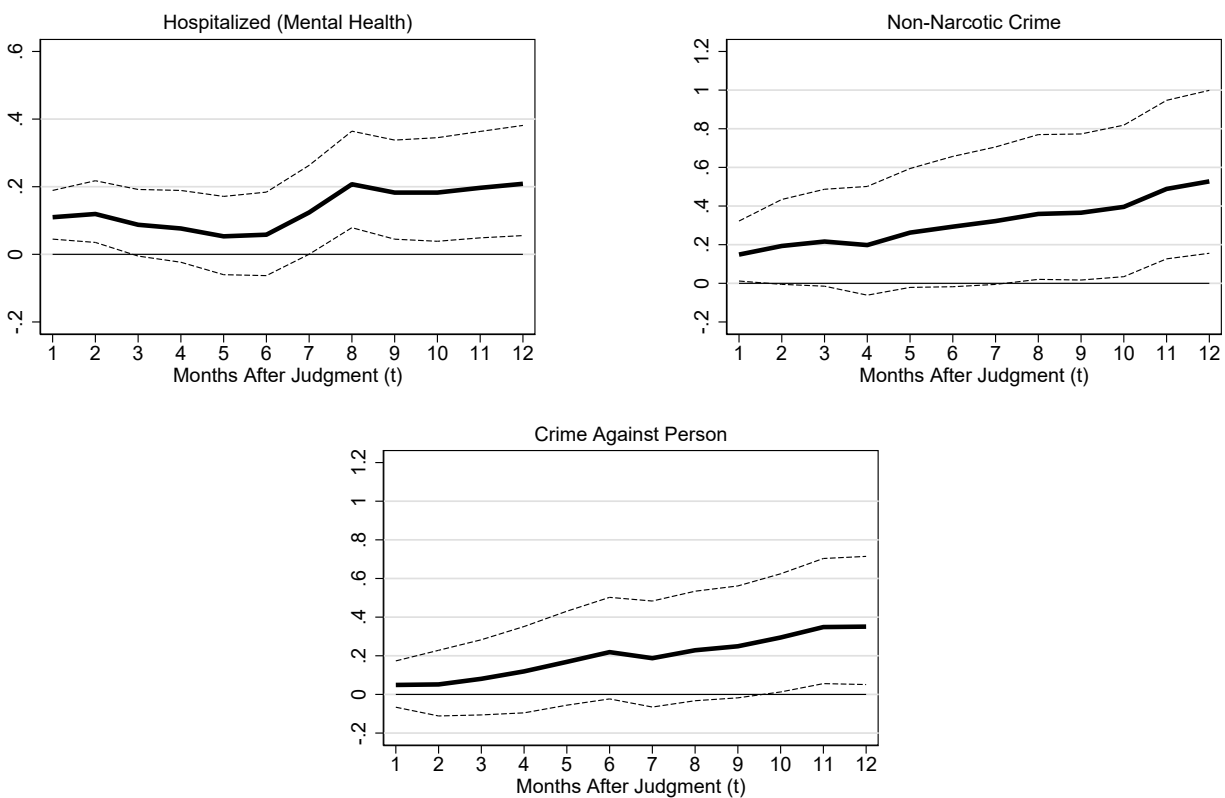 Hospitalized (Mental Health)
.6
.4
.2
0
-.2
1 2 3 4 5 6 7 8 9 10 11 12
Months After Judgment (t)
Non-Narcotic Crime
1.2
1
.8
.6
.4
.2
0
-.2
1 2 3 4 5 6 7 8 9 10 11 12
Months After Judgment (t)
Crime Against Person
1.2
1
.8
.6
.4
.2
0
-.2
1 2 3 4 5 6 7 8 9 10 11 12
Months After Judgment (t)